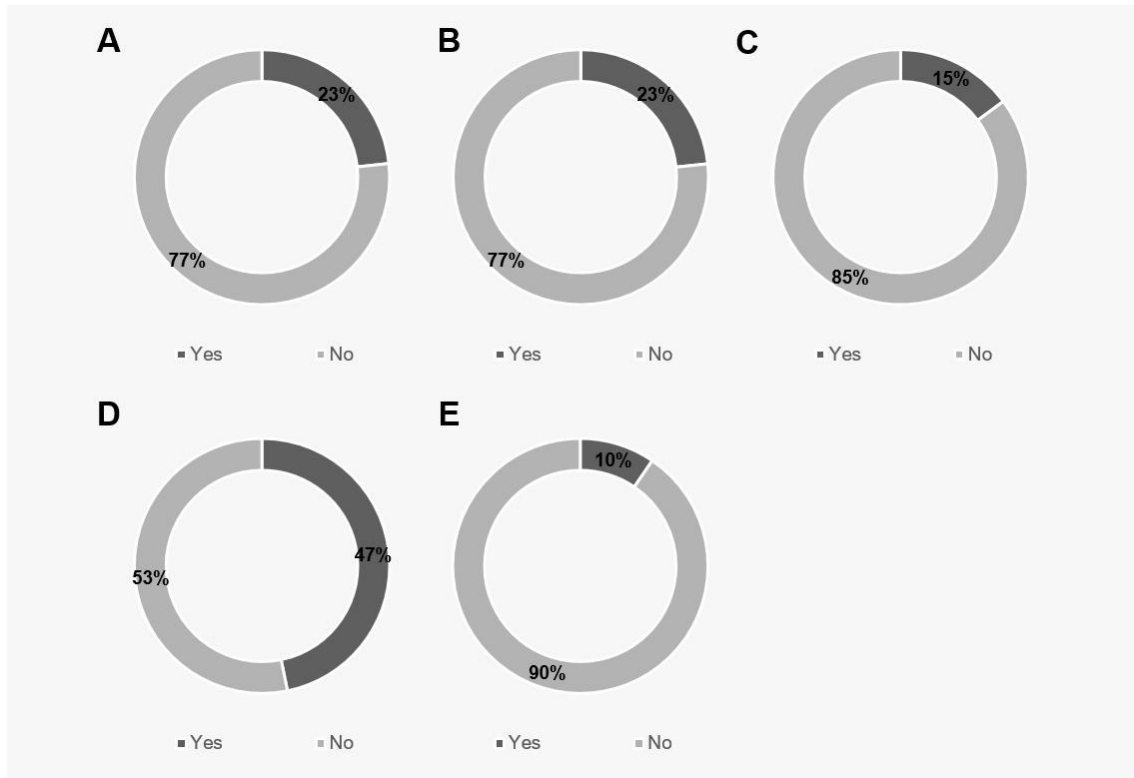 A
B
C
23%
23%
15%
77%
77%
85%
Yes No
Yes No
Yes No
D
E
47%
10%
53%
90%
Yes No
Yes No